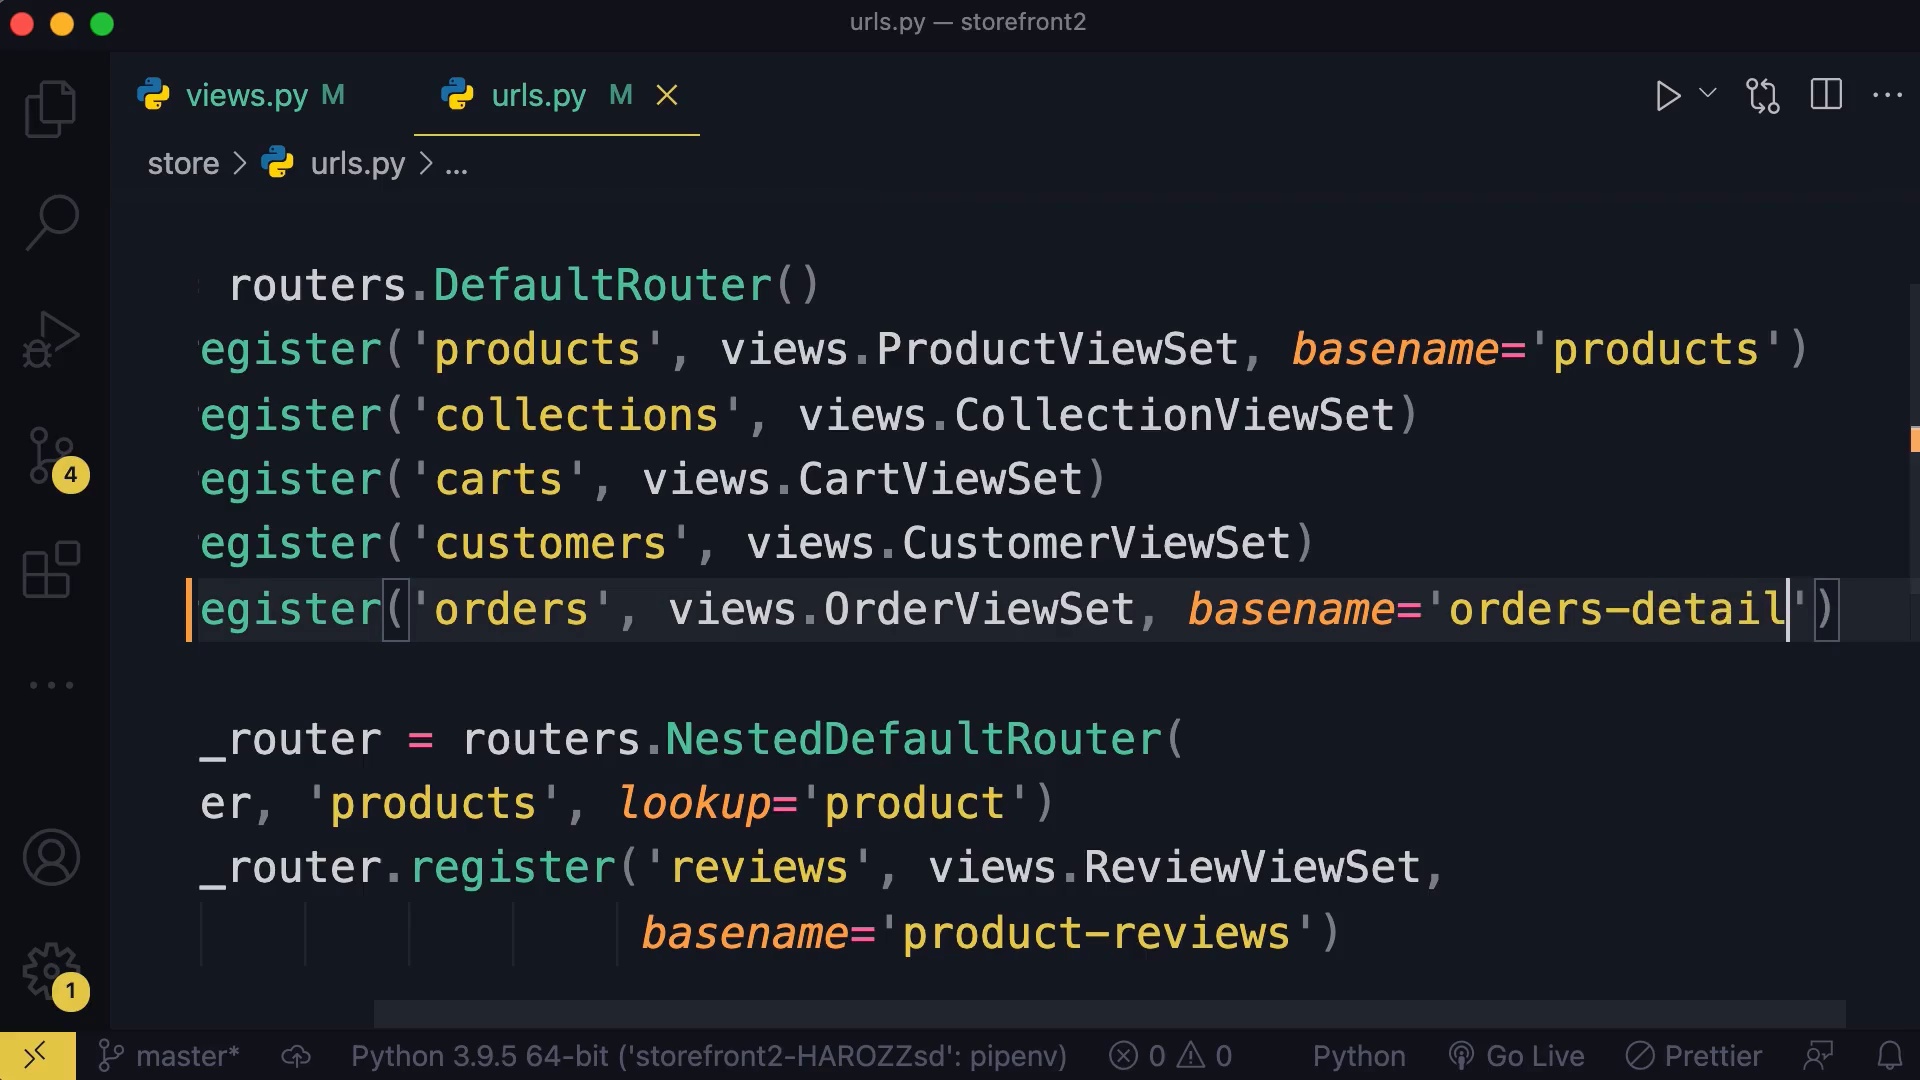 urls.py — storefront2
views.py M
urls.py M
store > urls.py > ...
routers.DefaultRouter()
egister('products', views.ProductViewSet, basename='products')
egister('collections', views.CollectionViewSet)
egister('carts', views.CartViewSet)
egister('customers', views.CustomerViewSet)
egister('orders', views.OrderViewSet, basename='orders-detail')
_router = routers.NestedDefaultRouter(
er, 'products', lookup='product')
_router.register('reviews', views.ReviewViewSet,
basename='product-reviews')
4
1
master* Python 3.9.5 64-bit ('storefront2-HAROZZsd': pipenv) 0 0 Python Go Live Prettier